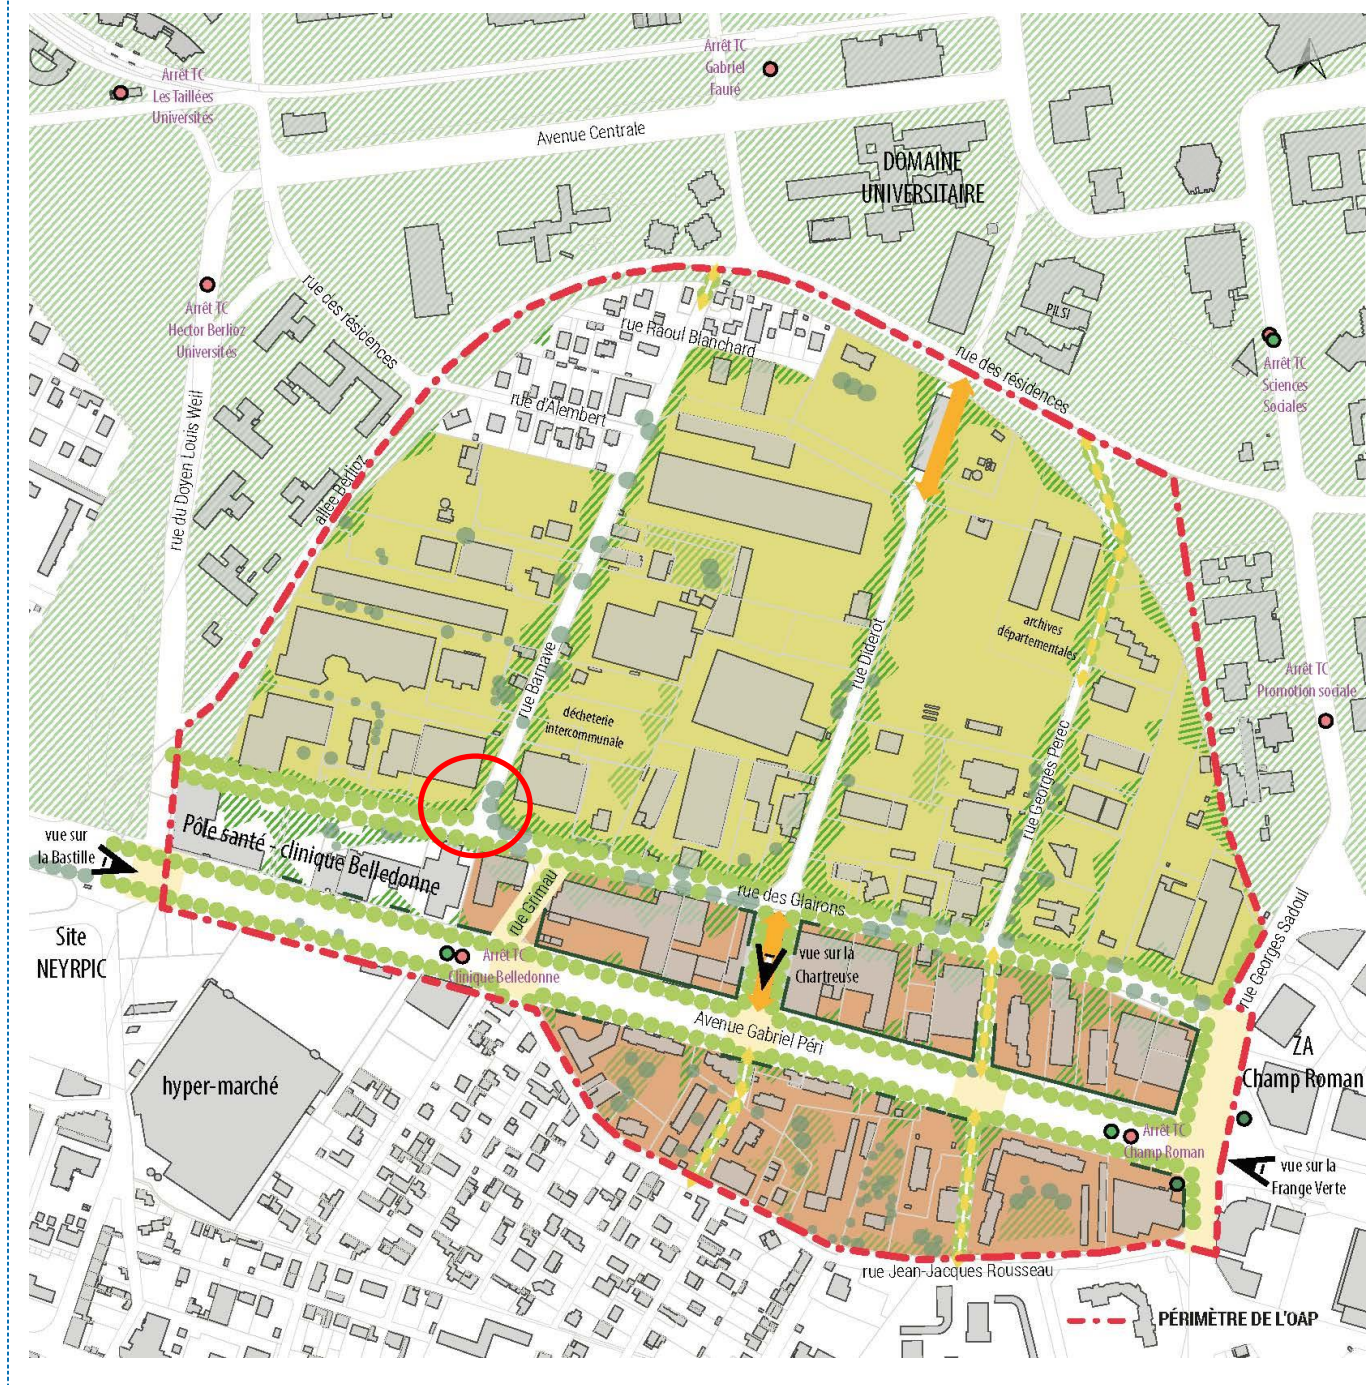 Arrêt TC
Gabriel
Fauré
Arrêt TC
Les Taillées
Universités
Avenue Centrale
DOMAINE
UNIVERSITAIRE
rue des résidences
Arrêt TC
Hector Berlioz
Universités
PILSI
rue Raoul Blanchard
rue des résidences
Arrêt TC
Sciences
Sociales
rue d'Alembert
rue du Doyen Louis Weil
allée Berlioz
archives
départementales
rue Barnave
rue Diderot
Arrêt TC
Promotion sociale
déchèterie
intercommunale
rue Georges Perec
vue sur
la Bastille
Pôle santé - clinique Belledonne
rue Grimau
rue des Glairons
rue Georges Sadoul
Site
NEYRPIC
Arrêt TC
Clinique Belledonne
vue sur la
Chartreuse
Avenue Gabriel Péri
ZA
Champ Roman
hyper-marché
Arrêt TC
Champ Roman
vue sur la
Frange Verte
rue Jean-Jacques Rousseau
PÉRIMÈTRE DE L'OAP